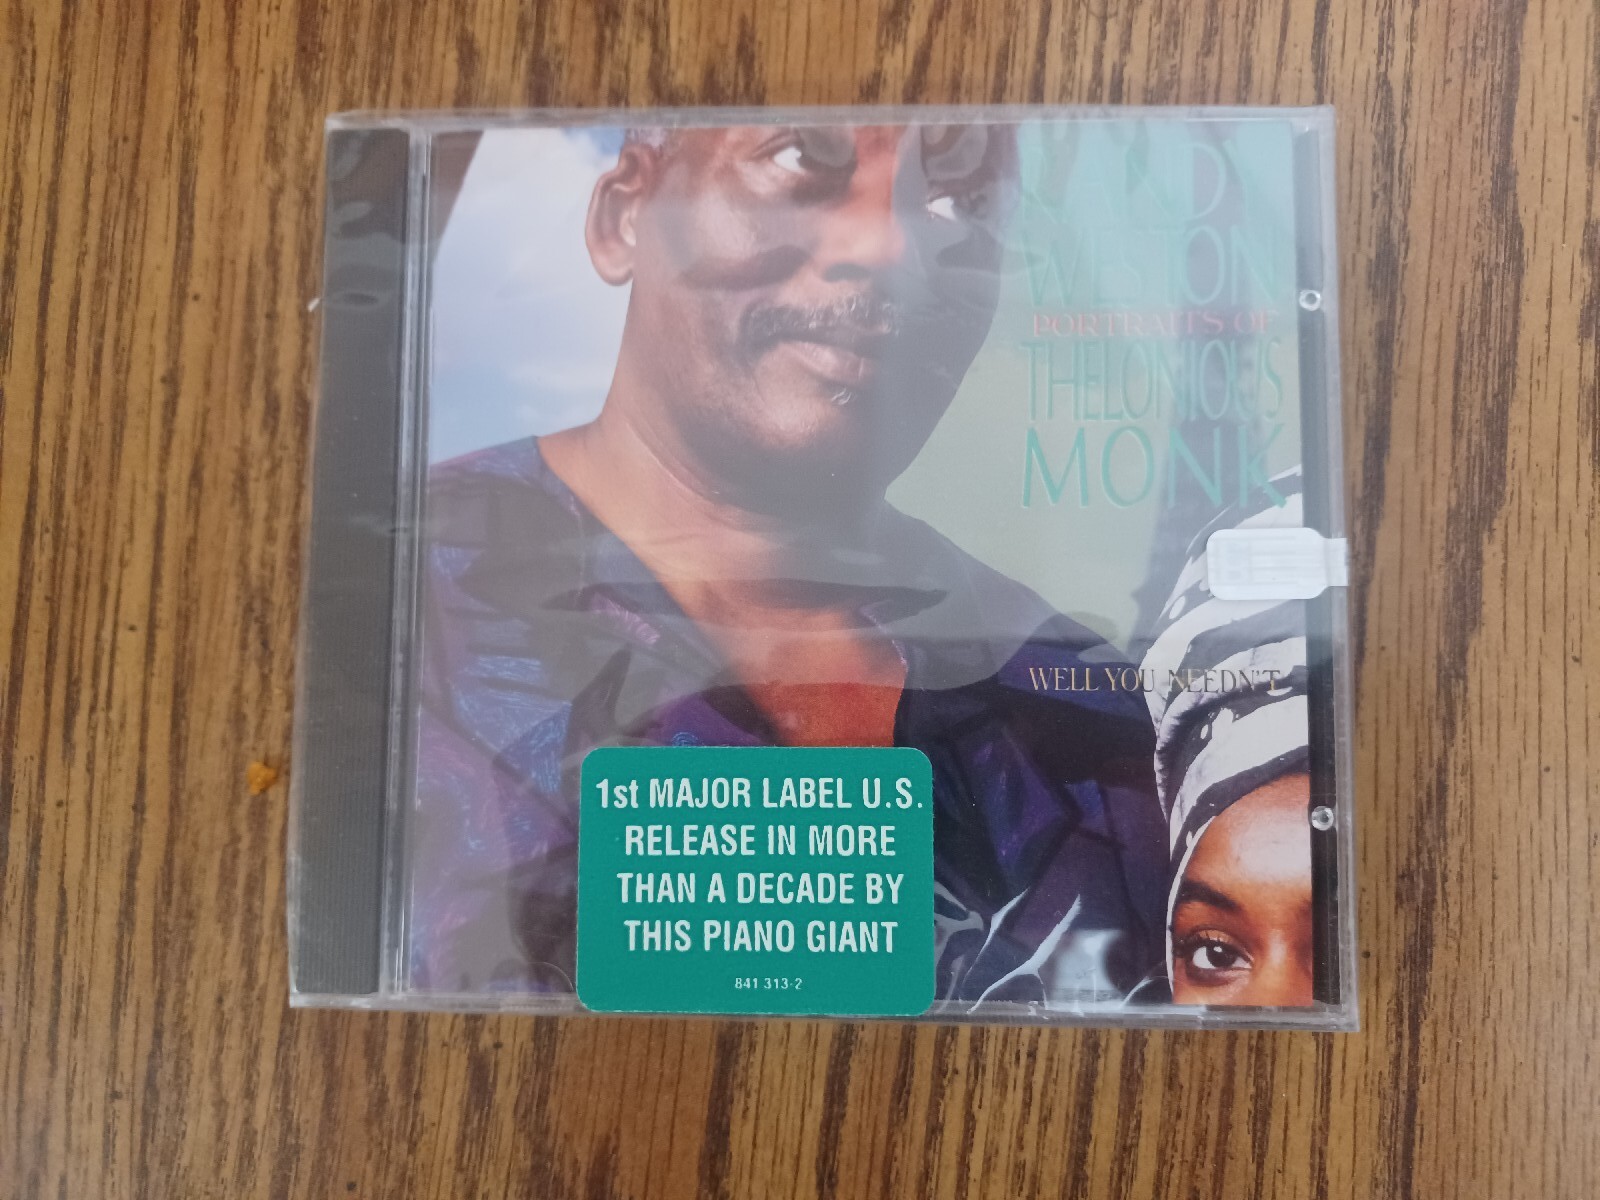 RANDY
WESTON
PORTRAITS OF
THELONIOUS
MONK
WELL YOU NEEDN'T
1st MAJOR LABEL U.S.
RELEASE IN MORE
THAN A DECADE BY
THIS PIANO GIANT
841 313-2